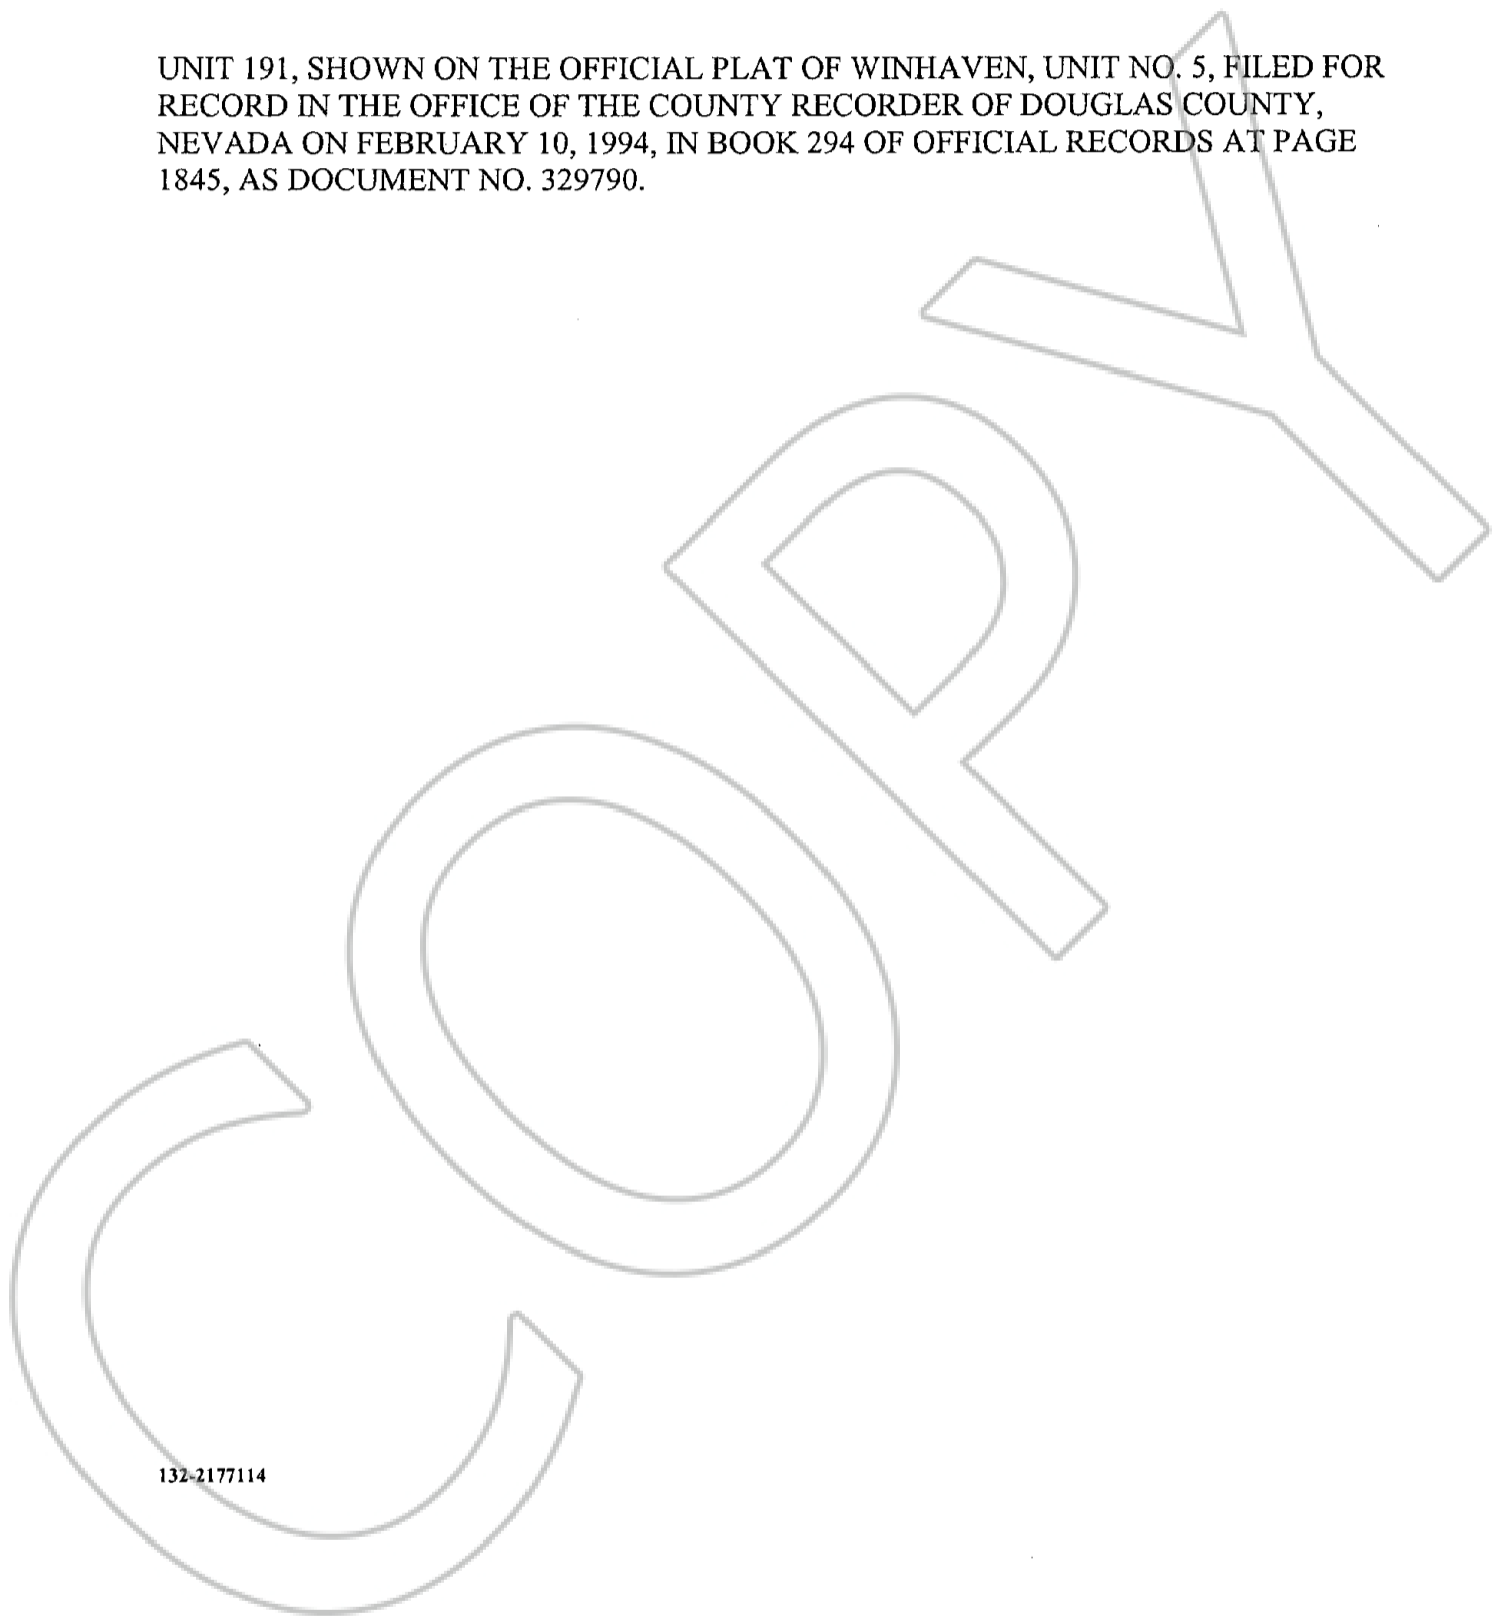 UNIT 191, SHOWN ON THE OFFICIAL PLAT OF WINHAVEN, UNIT NO. 5, FILED FOR
RECORD IN THE OFFICE OF THE COUNTY RECORDER OF DOUGLAS COUNTY,
NEVADA ON FEBRUARY 10, 1994, IN BOOK 294 OF OFFICIAL RECORDS AT PAGE
1845, AS DOCUMENT NO. 329790.
COPY
132-2177114